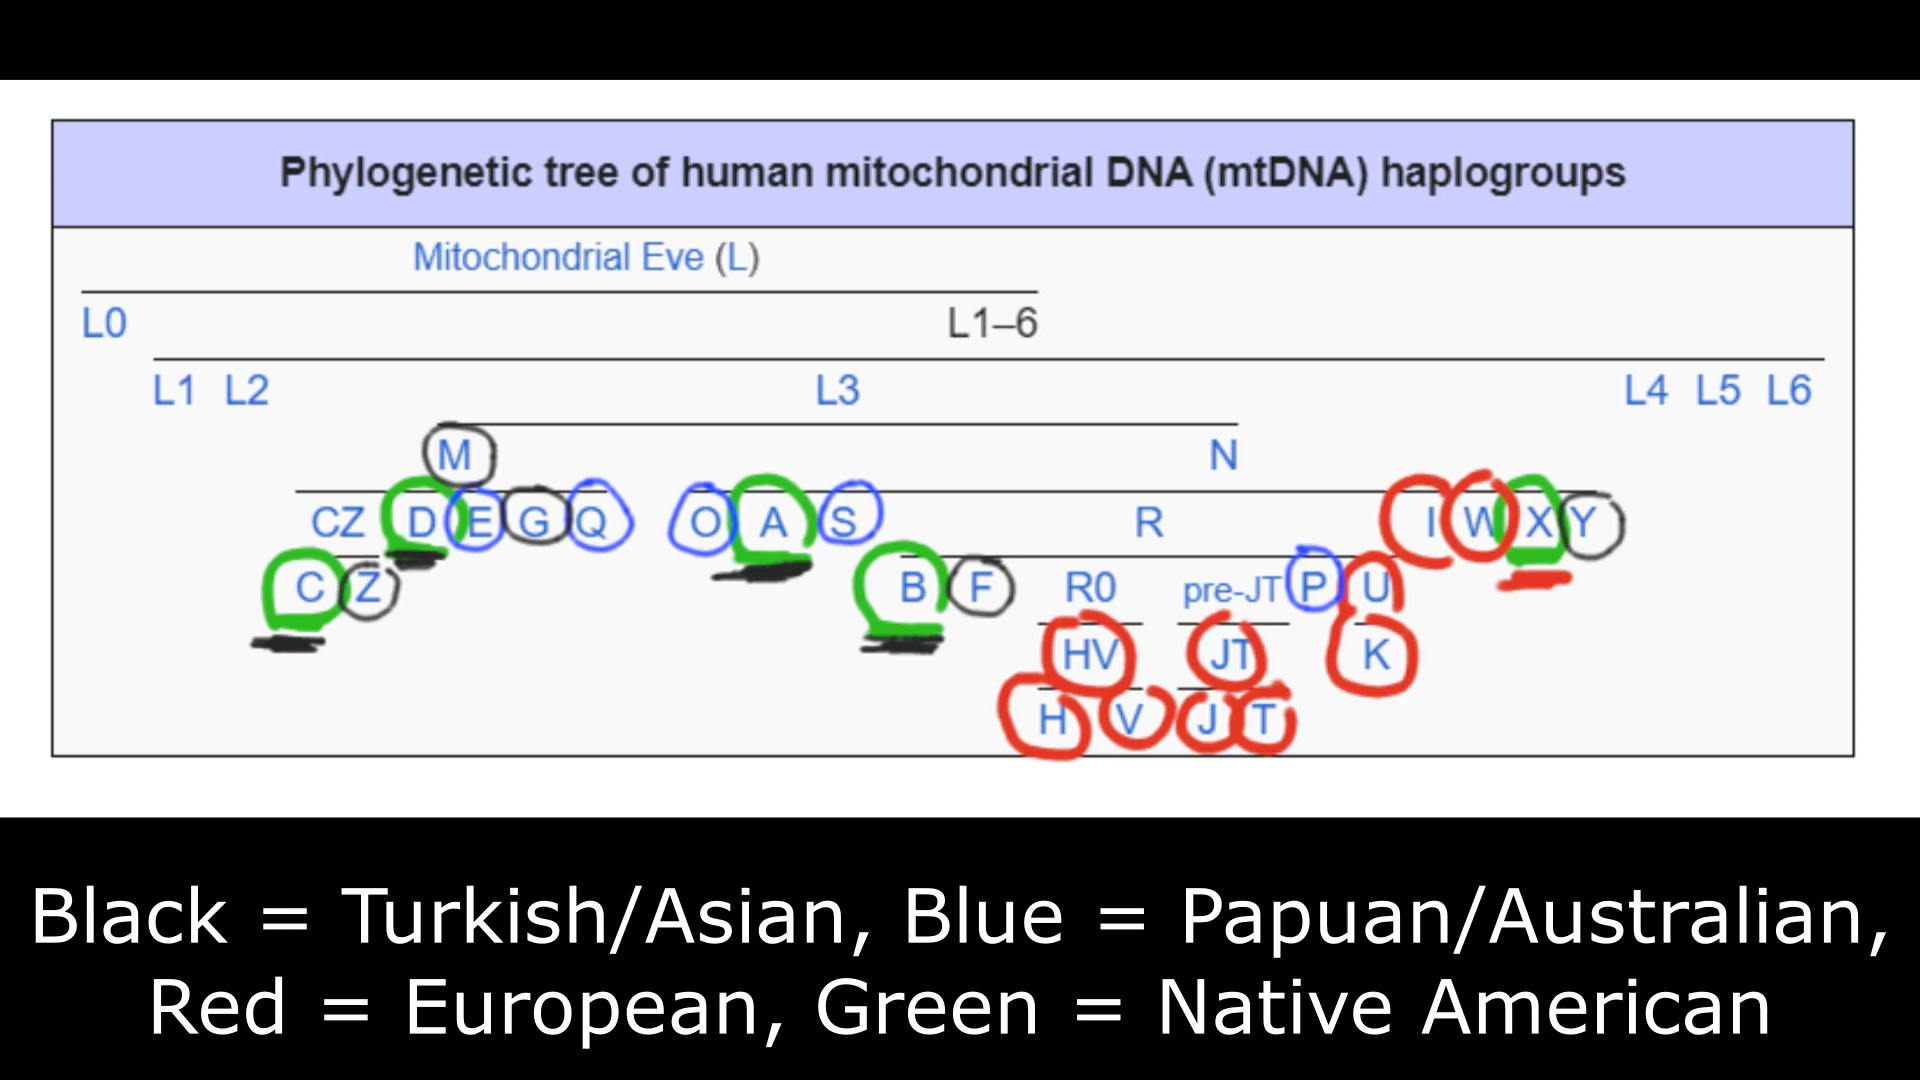 Phylogenetic tree of human mitochondrial DNA (mtDNA) haplogroups
Mitochondrial Eve (L)
L0 L1–6
L1 L2 L3 L4 L5 L6
M N
CZ D E G Q O A S R I W X Y
C Z B F R0 pre-JT P U
HV JT K
H V J T
Black = Turkish/Asian, Blue = Papuan/Australian,
Red = European, Green = Native American